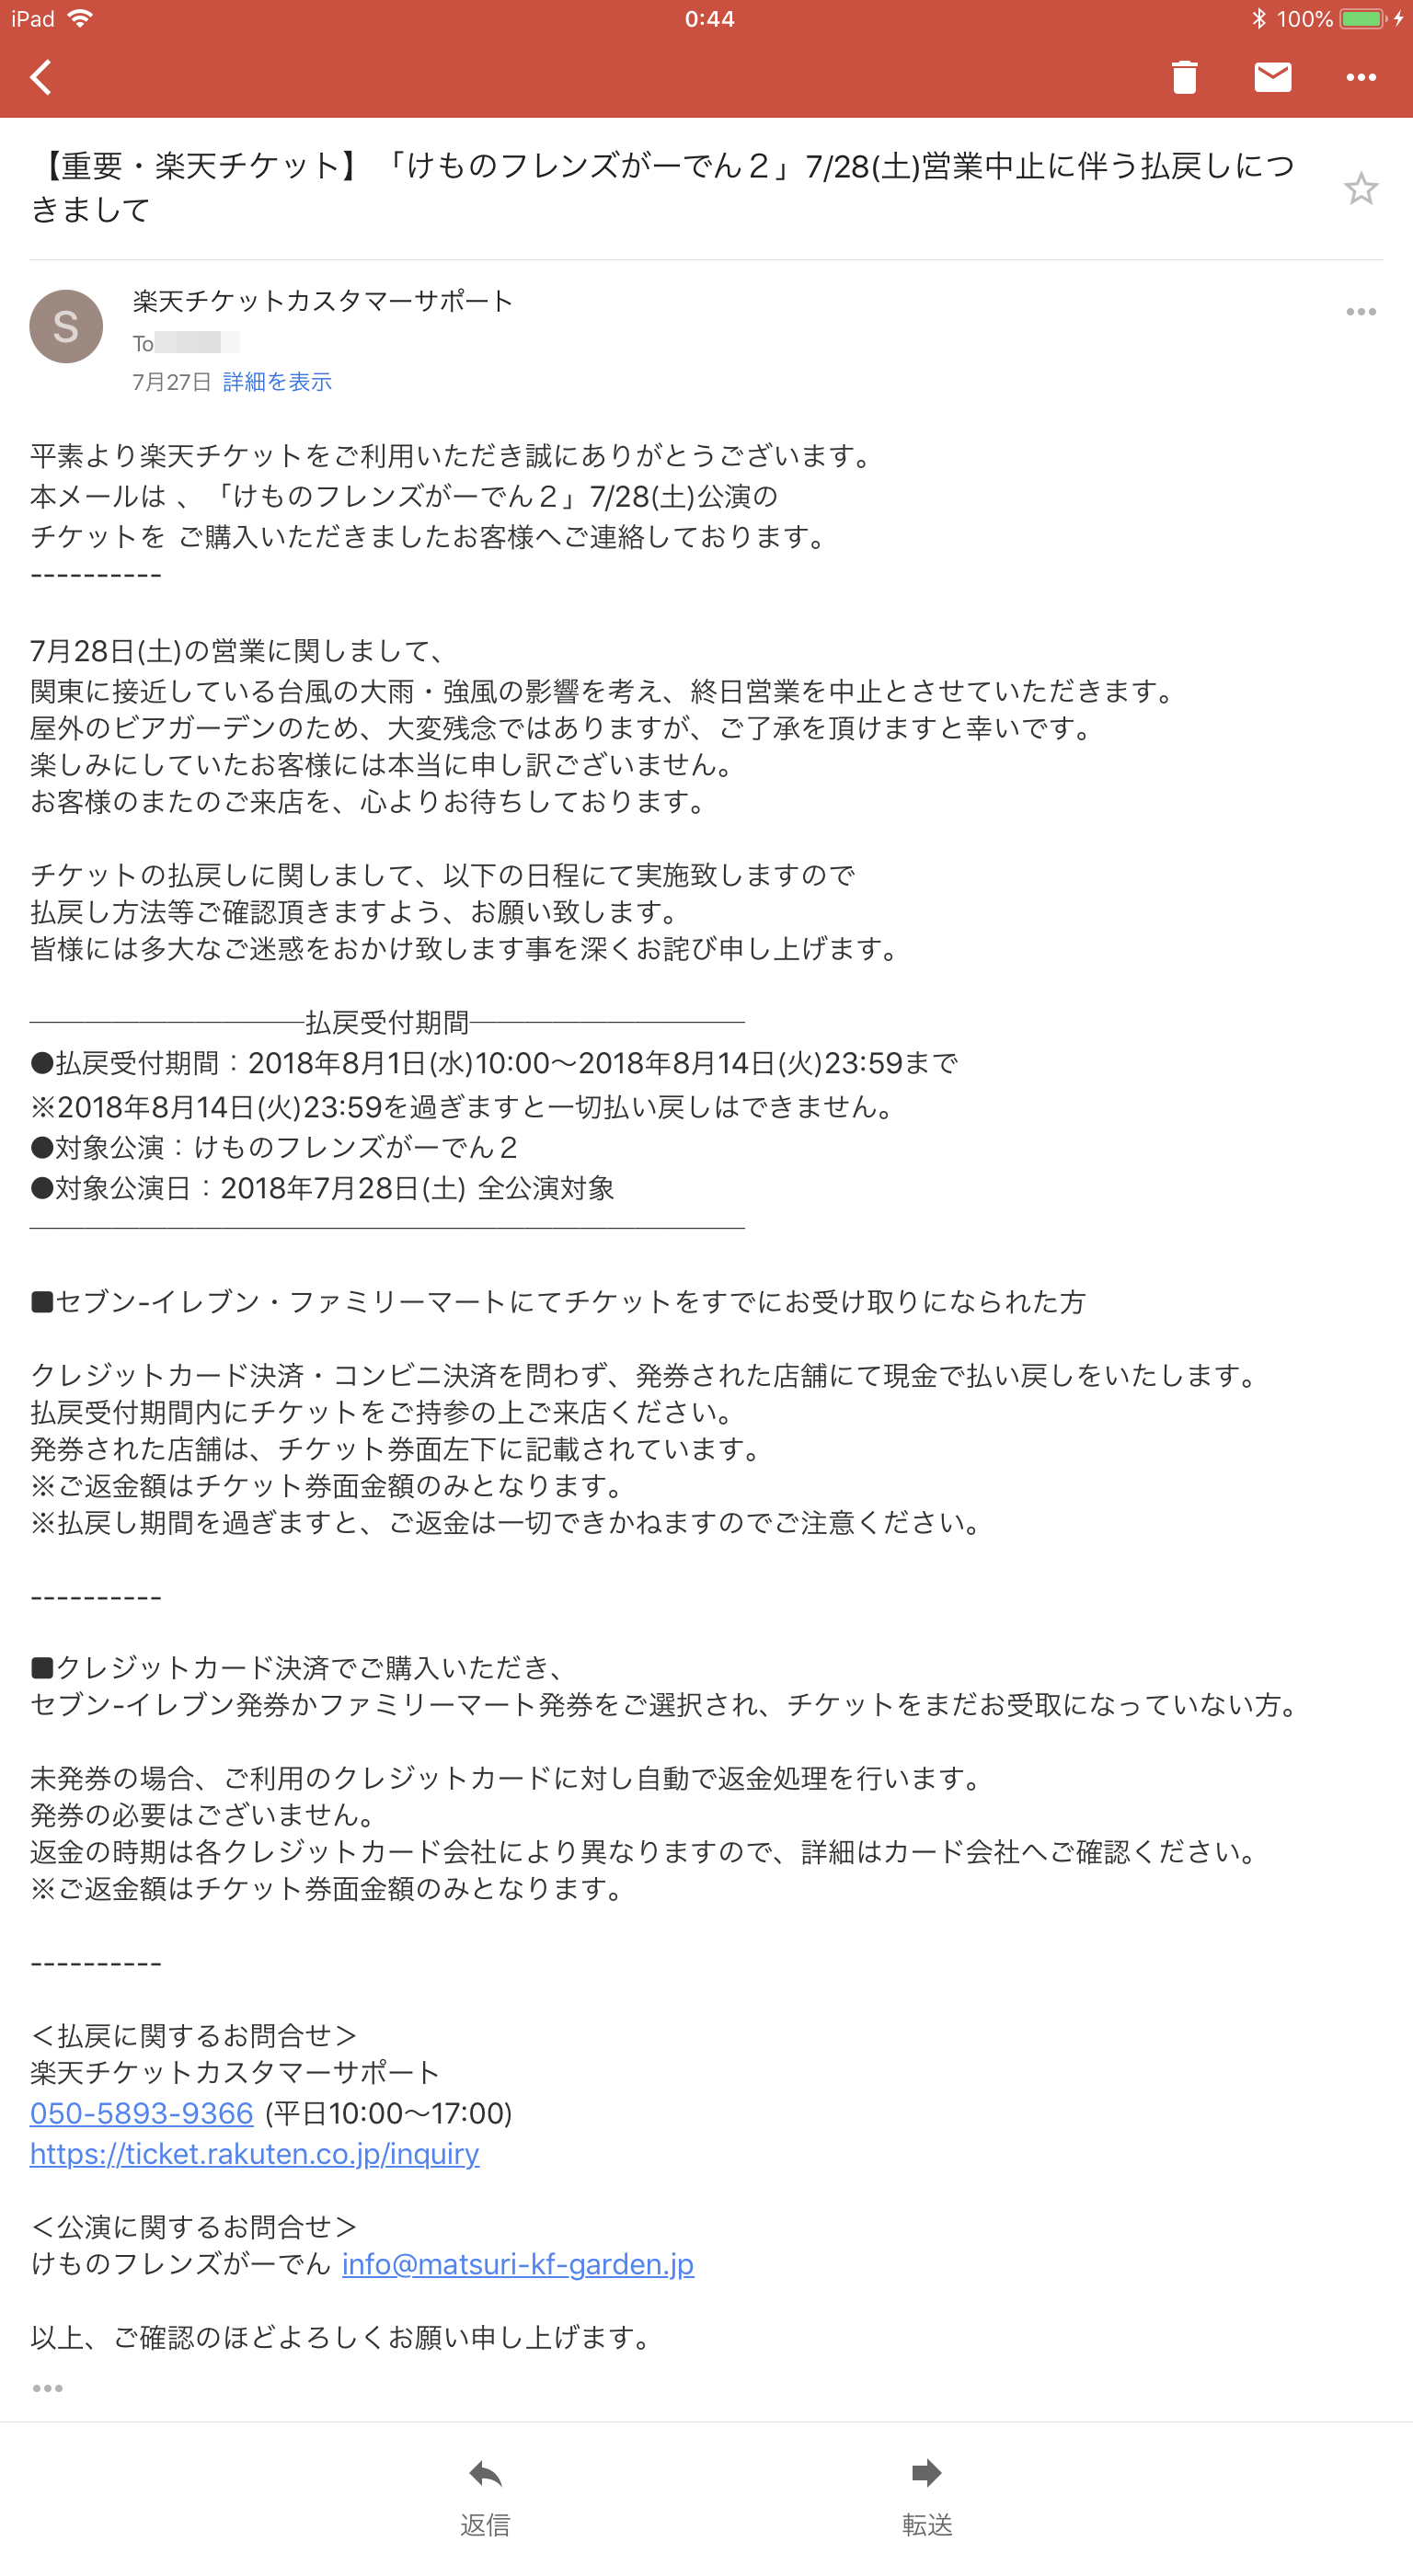 iPad
0:44
100%
【重要・楽天チケット】「けものフレンズがーでん２」7/28(土)営業中止に伴う払戻しにつ
きまして
S
楽天チケットカスタマーサポート
To
7月27日 詳細を表示
平素より楽天チケットをご利用いただき誠にありがとうございます。
本メールは 、「けものフレンズがーでん２」7/28(土)公演の
チケットを ご購入いただきましたお客様へご連絡しております。
----------
7月28日(土)の営業に関しまして、
関東に接近している台風の大雨・強風の影響を考え、終日営業を中止とさせていただきます。
屋外のビアガーデンのため、大変残念ではありますが、ご了承を頂けますと幸いです。
楽しみにしていたお客様には本当に申し訳ございません。
お客様のまたのご来店を、心よりお待ちしております。
チケットの払戻しに関しまして、以下の日程にて実施致しますので
払戻し方法等ご確認頂きますよう、お願い致します。
皆様には多大なご迷惑をおかけ致します事を深くお詫び申し上げます。
──────────払戻受付期間──────────
●払戻受付期間：2018年8月1日(水)10:00～2018年8月14日(火)23:59まで
※2018年8月14日(火)23:59を過ぎますと一切払い戻しはできません。
●対象公演：けものフレンズがーでん２
●対象公演日：2018年7月28日(土) 全公演対象
──────────────────────────
■セブン-イレブン・ファミリーマートにてチケットをすでにお受け取りになられた方
クレジットカード決済・コンビニ決済を問わず、発券された店舗にて現金で払い戻しをいたします。
払戻受付期間内にチケットをご持参の上ご来店ください。
発券された店舗は、チケット券面左下に記載されています。
※ご返金額はチケット券面金額のみとなります。
※払戻し期間を過ぎますと、ご返金は一切できかねますのでご注意ください。
----------
■クレジットカード決済でご購入いただき、
セブン-イレブン発券かファミリーマート発券をご選択され、チケットをまだお受取になっていない方。
未発券の場合、ご利用のクレジットカードに対し自動で返金処理を行います。
発券の必要はございません。
返金の時期は各クレジットカード会社により異なりますので、詳細はカード会社へご確認ください。
※ご返金額はチケット券面金額のみとなります。
----------
＜払戻に関するお問合せ＞
楽天チケットカスタマーサポート
050-5893-9366 (平日10:00～17:00)
https://ticket.rakuten.co.jp/inquiry
＜公演に関するお問合せ＞
けものフレンズがーでん info@matsuri-kf-garden.jp
以上、ご確認のほどよろしくお願い申し上げます。
返信
転送